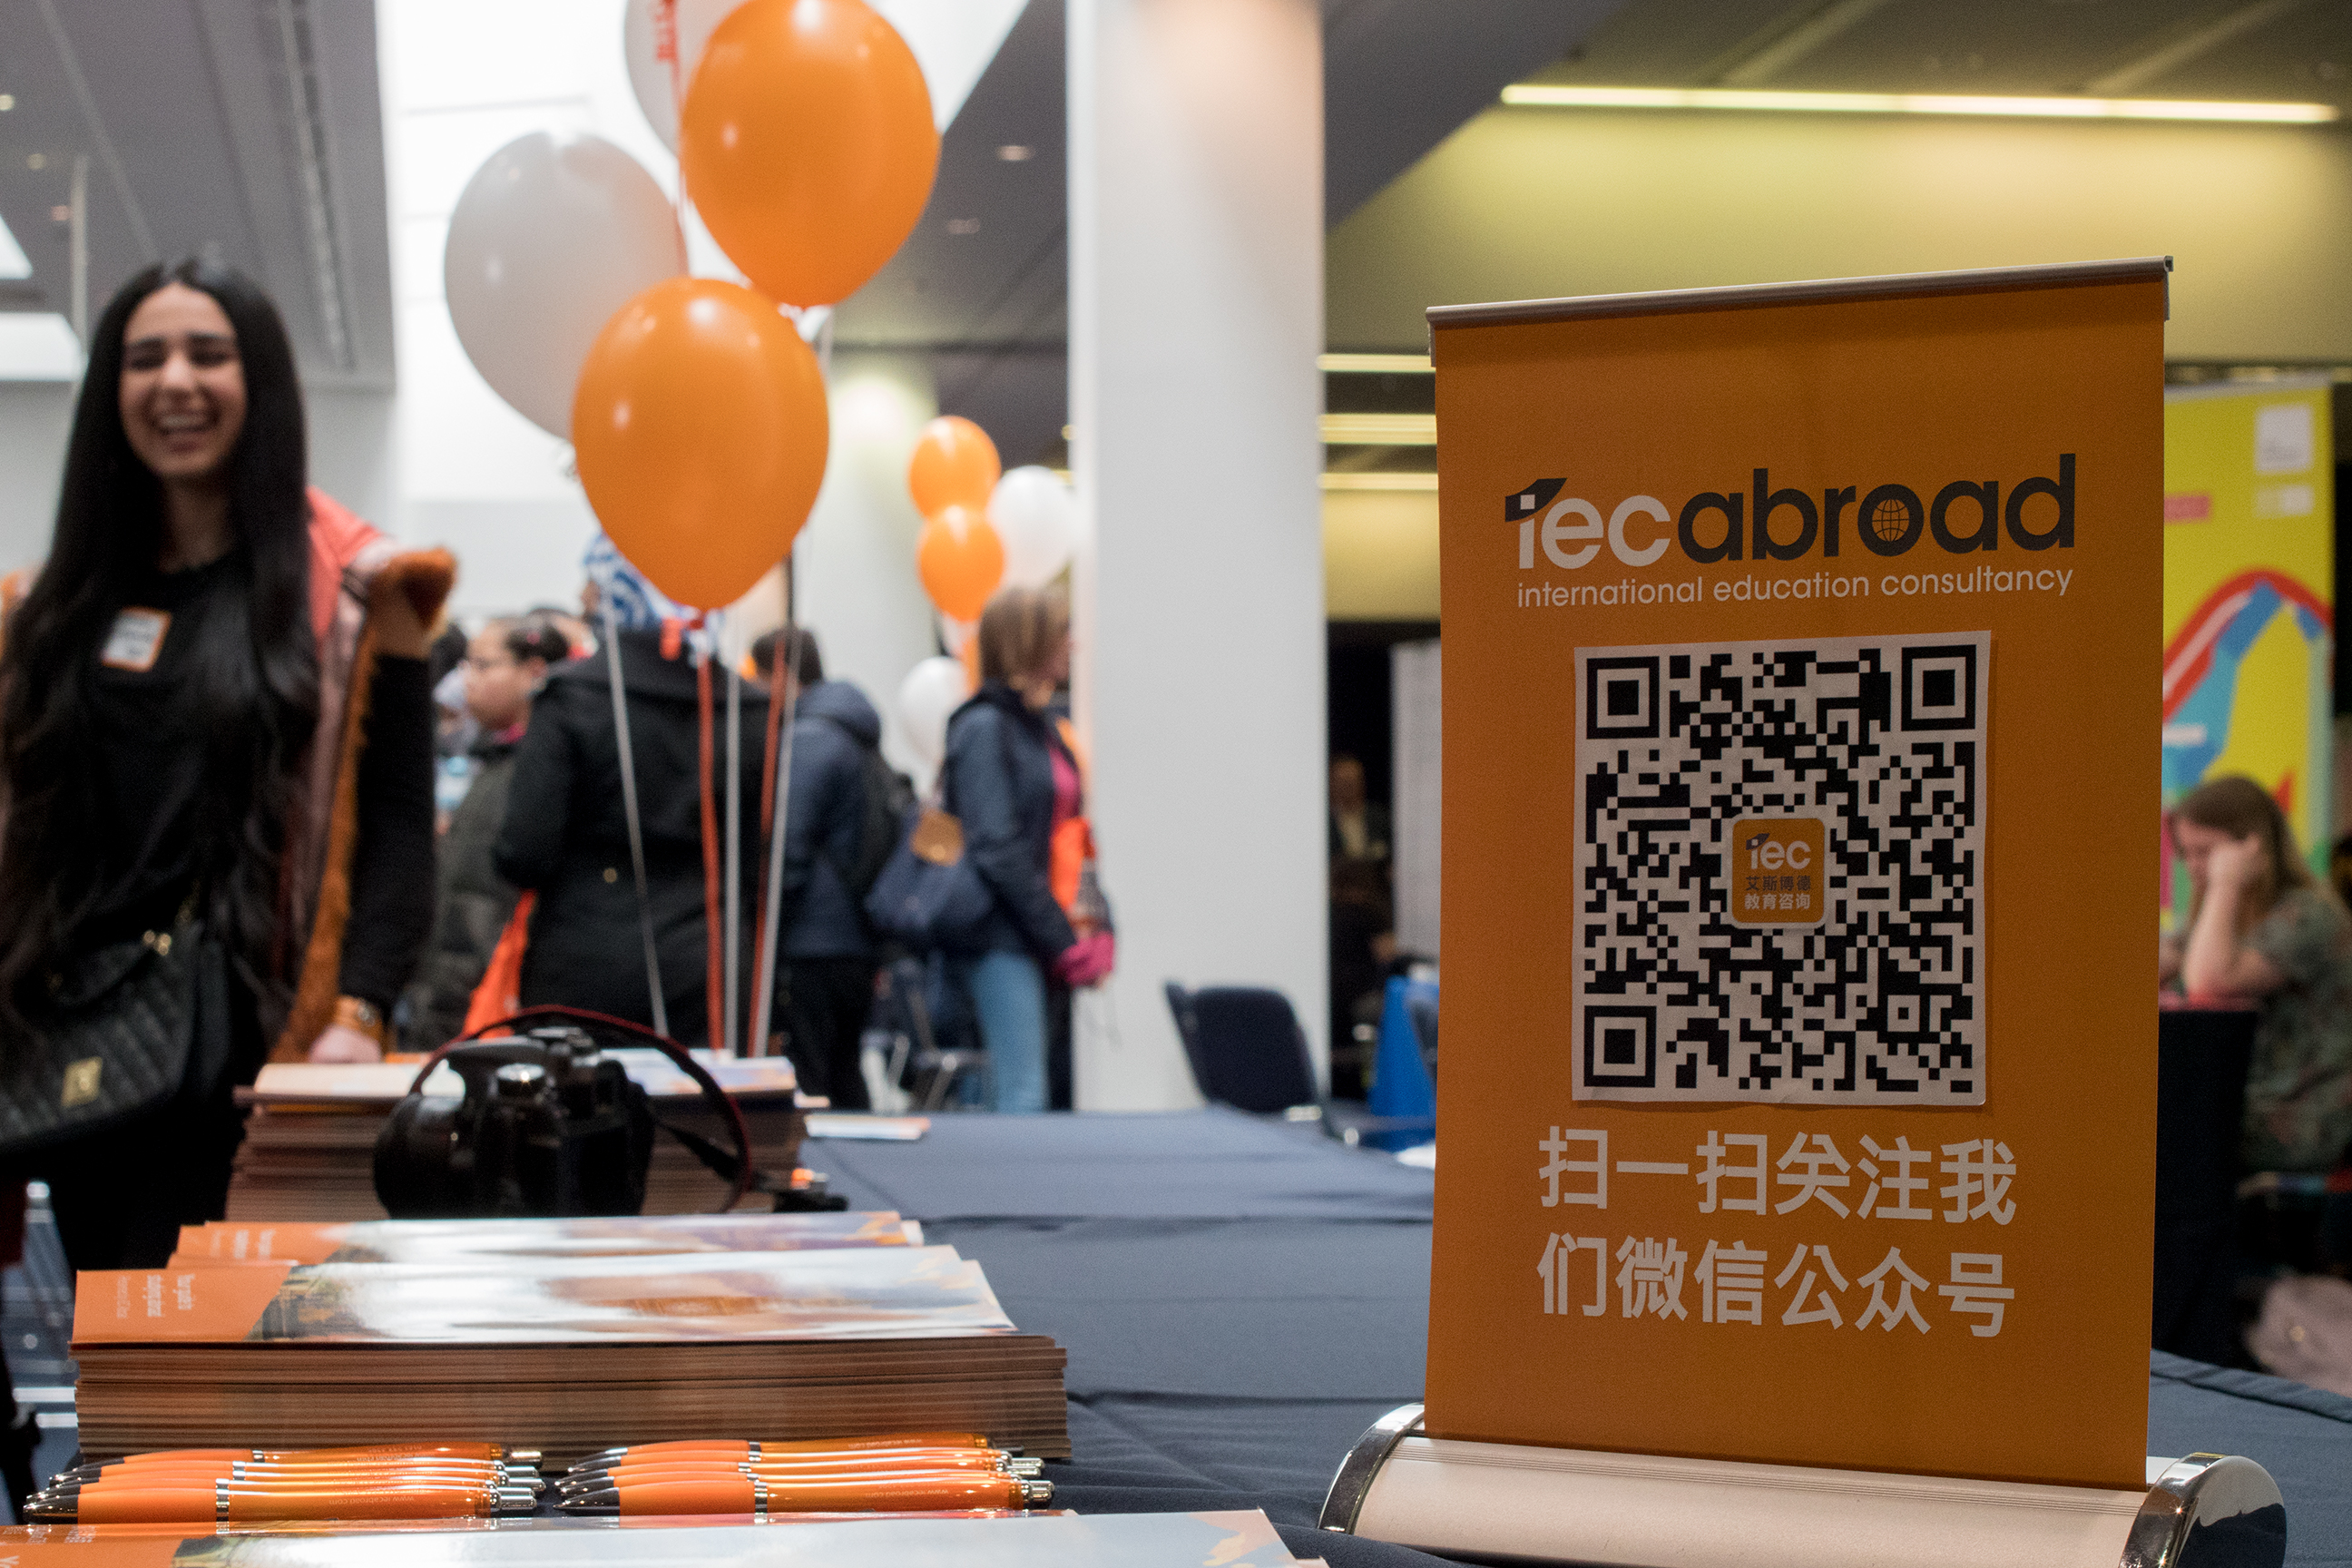 iecabroad
international education consultancy
iec
艾斯博德
教育咨询
扫一扫关注我
们微信公众号